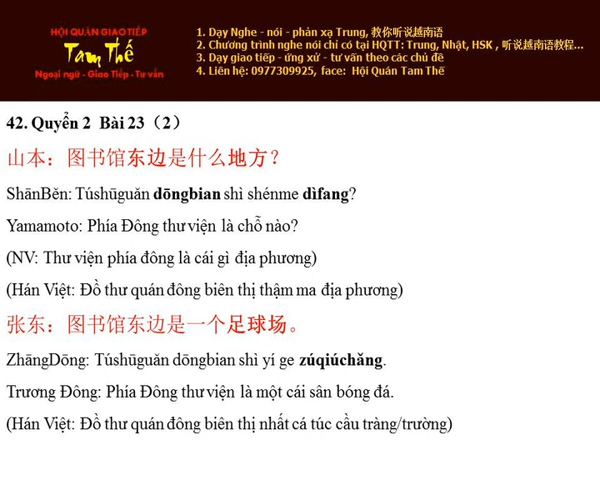 HỘI QUÁN GIAO TIẾP
Tam Thế
Ngoại ngữ - Giao Tiếp - Tư vấn
1. Dạy Nghe - nói - phản xạ Trung, 教你听说越南语
2. Chương trình nghe nói chỉ có tại HQTT: Trung, Nhật, HSK , 听说越南语教程...
3. Dạy giao tiếp - ứng xử - tư vấn theo các chủ đề
4. Liên hệ: 0977309925, face: Hội Quán Tam Thế
42. Quyển 2 Bài 23（2）
山本：图书馆东边是什么地方？
ShānBěn: Túshūguǎn dōngbian shì shénme dìfang?
Yamamoto: Phía Đông thư viện là chỗ nào?
(NV: Thư viện phía đông là cái gì địa phương)
(Hán Việt: Đồ thư quán đông biên thị thậm ma địa phương)
张东：图书馆东边是一个足球场。
ZhāngDōng: Túshūguǎn dōngbian shì yí ge zúqiúchǎng.
Trương Đông: Phía Đông thư viện là một cái sân bóng đá.
(Hán Việt: Đồ thư quán đông biên thị nhất cá túc cầu tràng/trường)